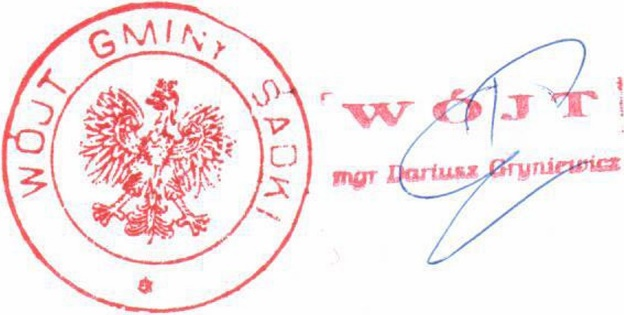 WÓJT GMINY SADKI
WÓJT
mgr Dariusz Gryniewicz